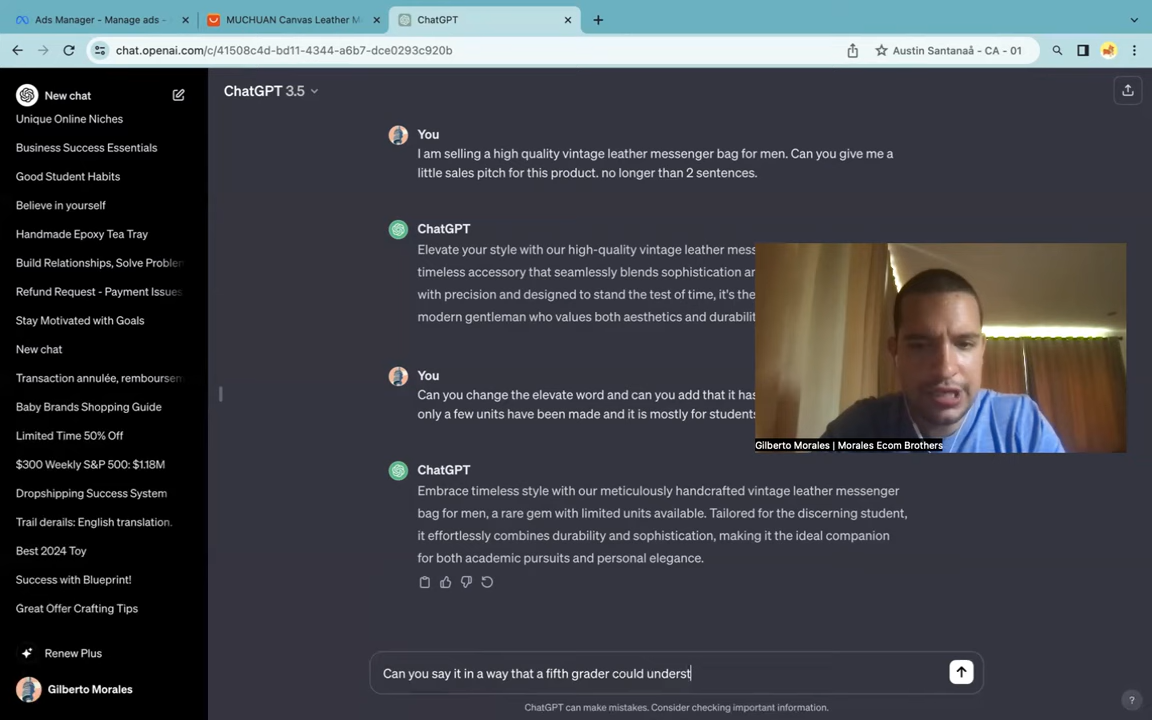 Ads Manager - Manage ads -
MUCHUAN Canvas Leather M
ChatGPT
chat.openai.com/c/41508c4d-bd11-4344-a6b7-dce0293c920b
Austin Santanaå - CA - 01
New chat
Unique Online Niches
Business Success Essentials
Good Student Habits
Believe in yourself
Handmade Epoxy Tea Tray
Build Relationships, Solve Problem
Refund Request - Payment Issues
Stay Motivated with Goals
New chat
Transaction annulée, remboursen
Baby Brands Shopping Guide
Limited Time 50% Off
$300 Weekly S&P 500: $1.18M
Dropshipping Success System
Trail derails: English translation.
Best 2024 Toy
Success with Blueprint!
Great Offer Crafting Tips
Renew Plus
Gilberto Morales
ChatGPT 3.5
You
I am selling a high quality vintage leather messenger bag for men. Can you give me a
little sales pitch for this product. no longer than 2 sentences.
ChatGPT
Elevate your style with our high-quality vintage leather mess
timeless accessory that seamlessly blends sophistication an
with precision and designed to stand the test of time, it's the
modern gentleman who values both aesthetics and durabilit
You
Can you change the elevate word and can you add that it has
only a few units have been made and it is mostly for students
Gilberto Morales | Morales Ecom Brothers
ChatGPT
Embrace timeless style with our meticulously handcrafted vintage leather messenger
bag for men, a rare gem with limited units available. Tailored for the discerning student,
it effortlessly combines durability and sophistication, making it the ideal companion
for both academic pursuits and personal elegance.
Can you say it in a way that a fifth grader could underst
ChatGPT can make mistakes. Consider checking important information.
?